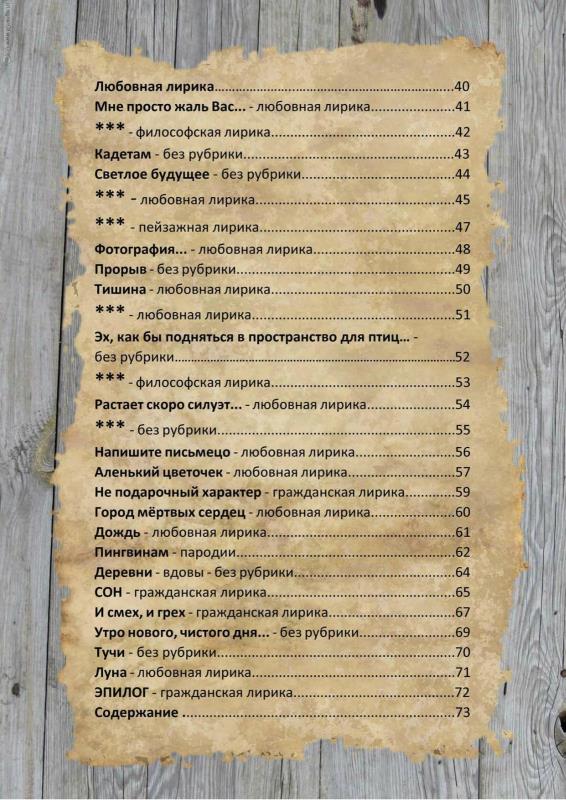 Любовная лирика……………………………………………….40
Мне просто жаль Вас... - любовная лирика....................41
*** - философская лирика..........................................42
Кадетам - без рубрики................................................43
Светлое будущее - без рубрики...................................44
*** - любовная лирика...............................................45
*** - пейзажная лирика.............................................47
Фотография... - любовная лирика................................48
Прорыв - без рубрики.................................................49
Тишина - любовная лирика.........................................50
*** - любовная лирика...............................................51
Эх, как бы подняться в пространство для птиц… -
без рубрики................................................................52
*** - философская лирика..........................................53
Растает скоро силуэт... - любовная лирика....................54
*** - без рубрики.......................................................55
Напишите письмецо - любовная лирика.......................56
Аленький цветочек - любовная лирика........................57
Не подарочный характер - гражданская лирика............59
Город мёртвых сердец - любовная лирика....................60
Дождь - любовная лирика..........................................61
Пингвинам - пародии.................................................62
Деревни - вдовы - без рубрики....................................64
СОН - гражданская лирика.........................................65
И смех, и грех - гражданская лирика...........................67
Утро нового, чистого дня... - без рубрики.....................69
Тучи - без рубрики.....................................................70
Луна - любовная лирика.............................................71
ЭПИЛОГ - гражданская лирика...................................72
Содержание ..............................................................73